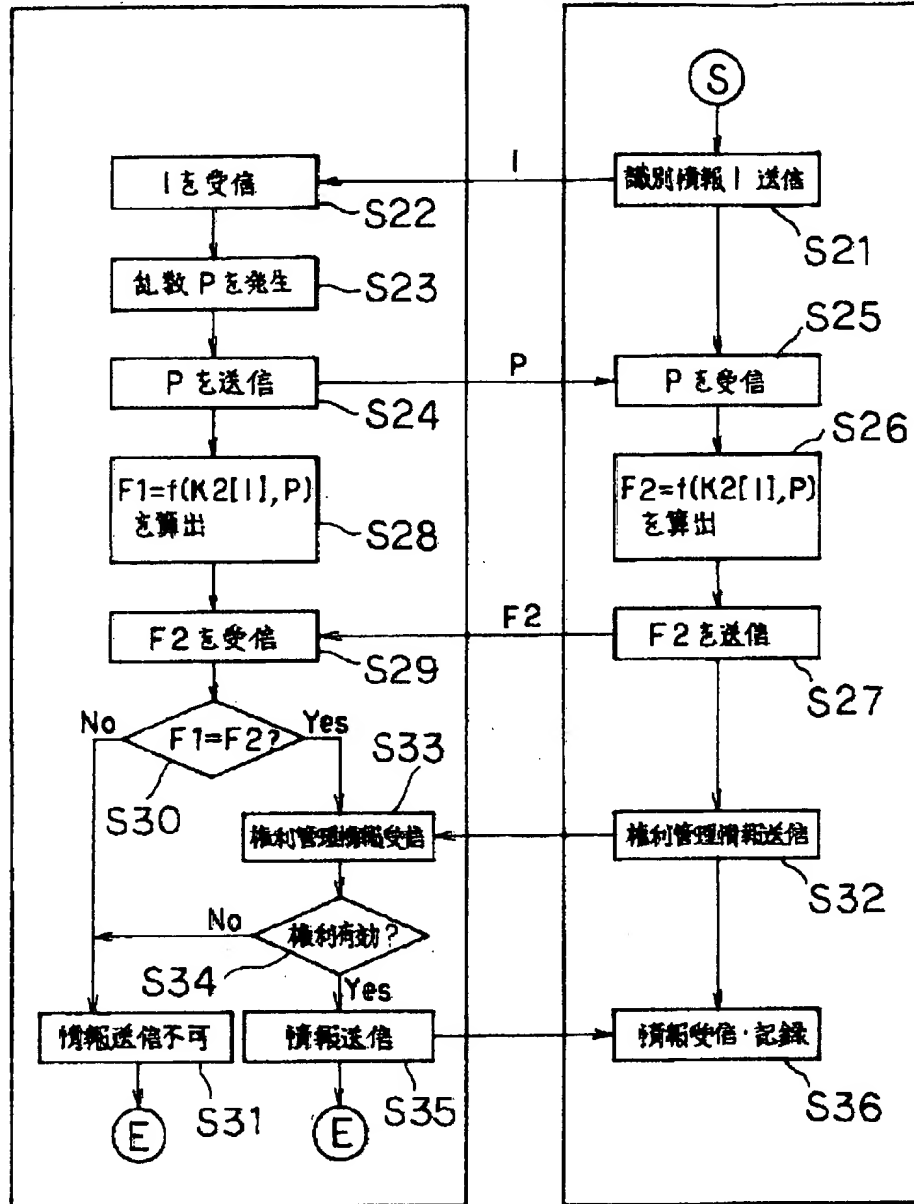 S
I
Iを受信
識別情報 I 送信
S22
S21
乱数 Pを発生
S23
S25
P
Pを送信
Pを受信
S24
S26
F1=f(K2[I],P)
を算出
F2=f(K2[I],P)
を算出
S28
F2
F2を受信
F2を送信
S29
S27
No
Yes
F1=F2?
S33
S30
権利管理情報受信
権利管理情報送信
S32
No
権利有効?
S34
Yes
情報送信不可
情報送信
情報受信・記録
S31
S35
S36
E
E